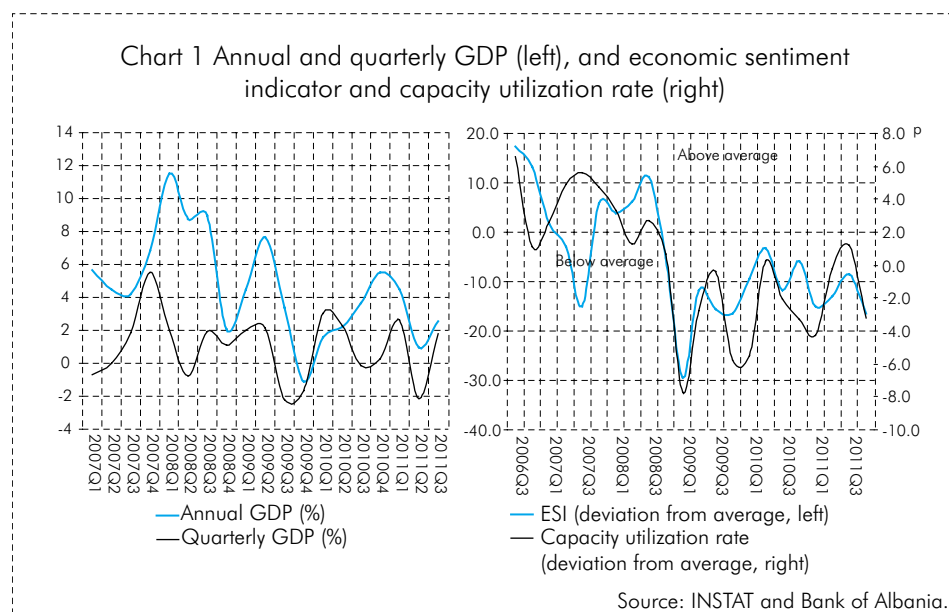 Chart 1 Annual and quarterly GDP (left), and economic sentiment
indicator and capacity utilization rate (right)
14
12
10
8
6
4
2
0
-2
-4
2007Q1
2007Q2
2007Q3
2007Q4
2008Q1
2008Q2
2008Q3
2008Q4
2009Q1
2009Q2
2009Q3
2009Q4
2010Q1
2010Q2
2010Q3
2010Q4
2011Q1
2011Q2
2011Q3
Annual GDP (%)
Quarterly GDP (%)
20.0
10.0
0.0
-10.0
-20.0
-30.0
-40.0
8.0
6.0
4.0
2.0
0.0
-2.0
-4.0
-6.0
-8.0
-10.0
p
Above average
Below average
2006Q3
2007Q1
2007Q3
2008Q1
2008Q3
2009Q1
2009Q3
2010Q1
2010Q3
2011Q1
2011Q3
ESI (deviation from average, left)
Capacity utilization rate
(deviation from average, right)
Source: INSTAT and Bank of Albania.